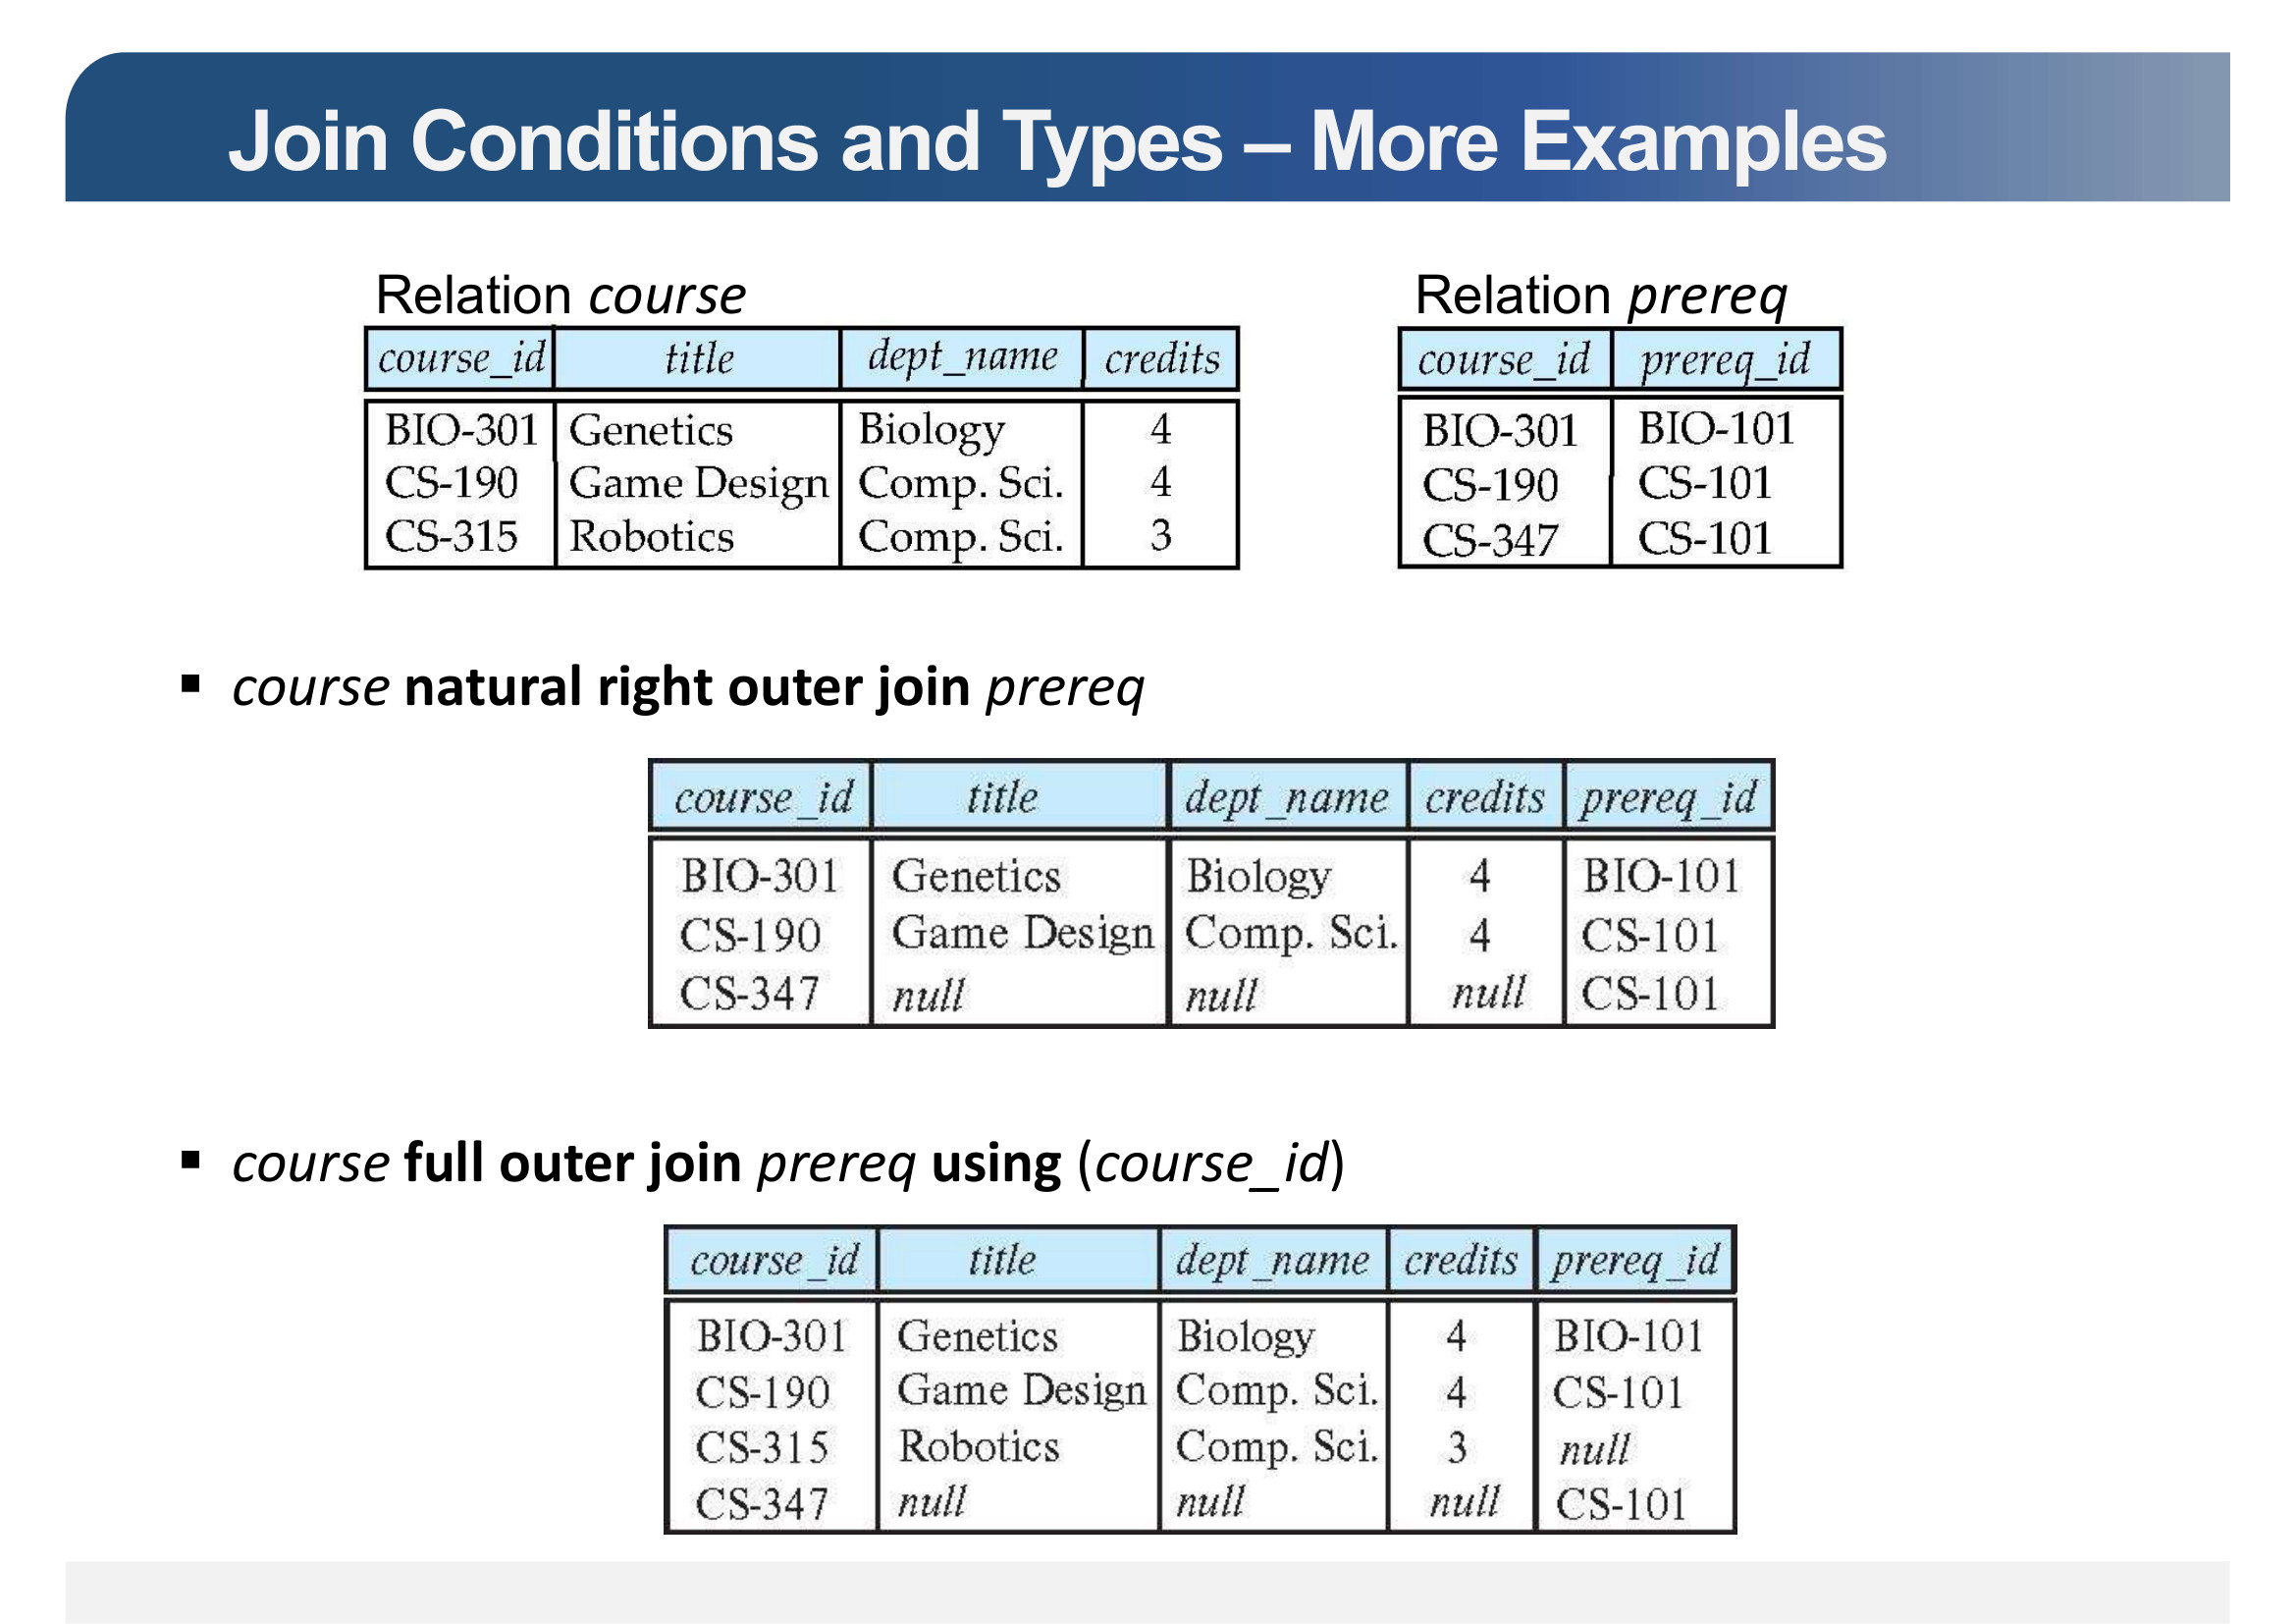 Join Conditions and Types – More Examples
Relation course
course_id title dept_name credits
BIO-301 Genetics Biology 4
CS-190 Game Design Comp. Sci. 4
CS-315 Robotics Comp. Sci. 3
Relation prereq
course_id prereq_id
BIO-301 BIO-101
CS-190 CS-101
CS-347 CS-101
▪ course natural right outer join prereq
course_id title dept_name credits prereq_id
BIO-301 Genetics Biology 4 BIO-101
CS-190 Game Design Comp. Sci. 4 CS-101
CS-347 null null null CS-101
▪ course full outer join prereq using (course_id)
course_id title dept_name credits prereq_id
BIO-301 Genetics Biology 4 BIO-101
CS-190 Game Design Comp. Sci. 4 CS-101
CS-315 Robotics Comp. Sci. 3 null
CS-347 null null null CS-101